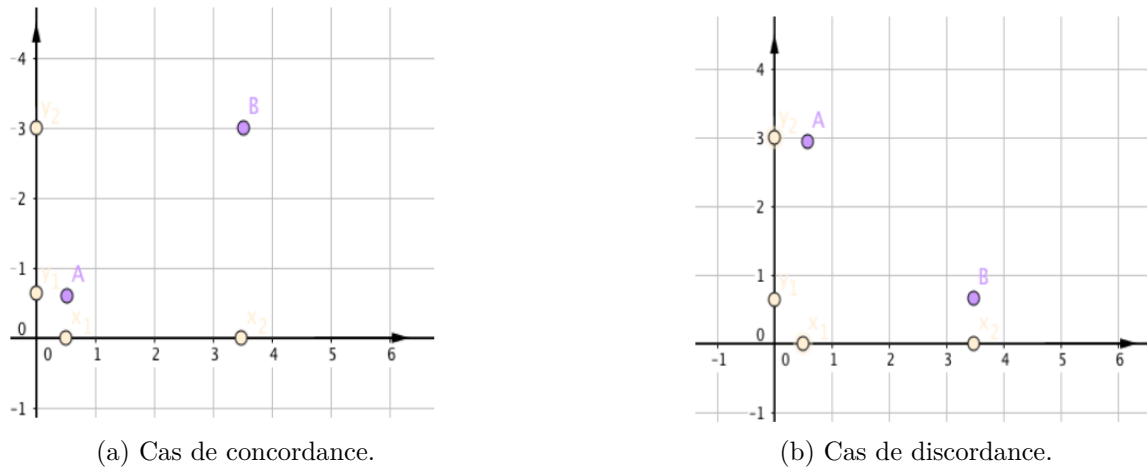 4
y2
3
B
2
1
y1
A
x1
x2
0
0 1 2 3 4 5 6
-1
(a) Cas de concordance.
4
y2
3
A
2
1
y1
B
x1
x2
0
-1 0 1 2 3 4 5 6
-1
(b) Cas de discordance.